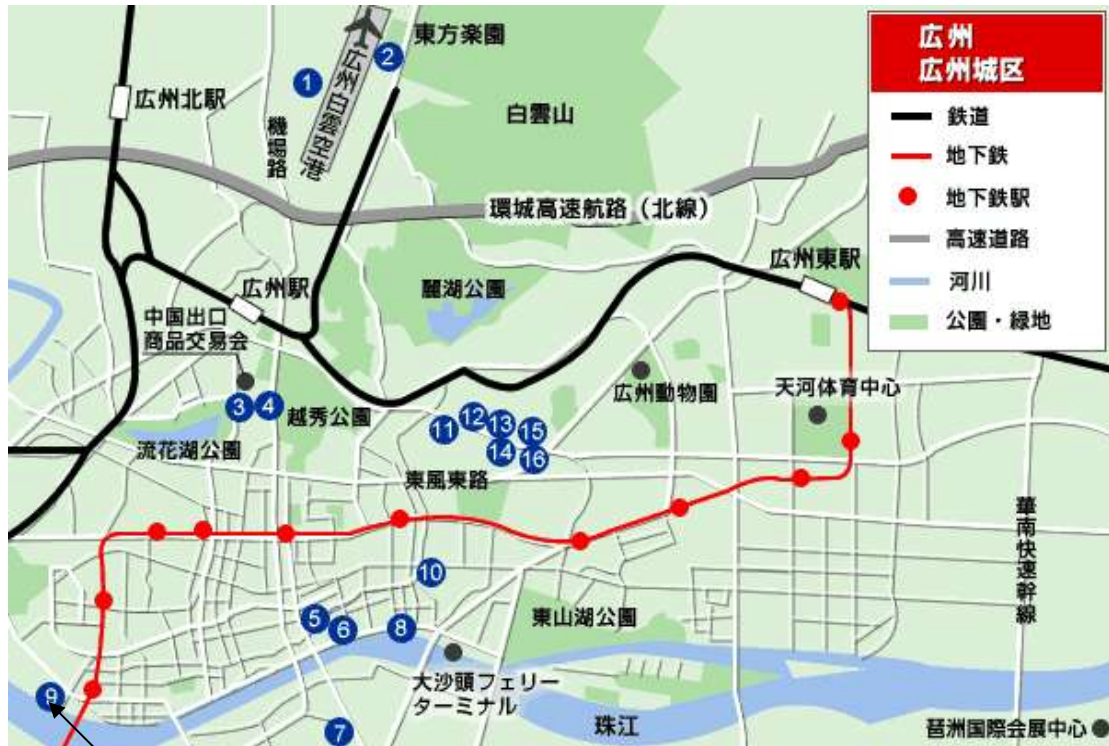 東方楽園
2
1
広州白雲空港
広州
広州城区
鉄道
地下鉄
地下鉄駅
高速道路
河川
公園・緑地
広州北駅
機場路
白雲山
環城高速航路(北線)
広州東駅
広州駅
麗湖公園
中国出口
商品交易会
3
4
越秀公園
流花湖公園
広州動物園
天河体育中心
11
12
13
15
14
16
東風東路
華南快速幹線
10
5
6
8
東山湖公園
大沙頭フェリー
ターミナル
9
7
珠江
琶洲国際会展中心